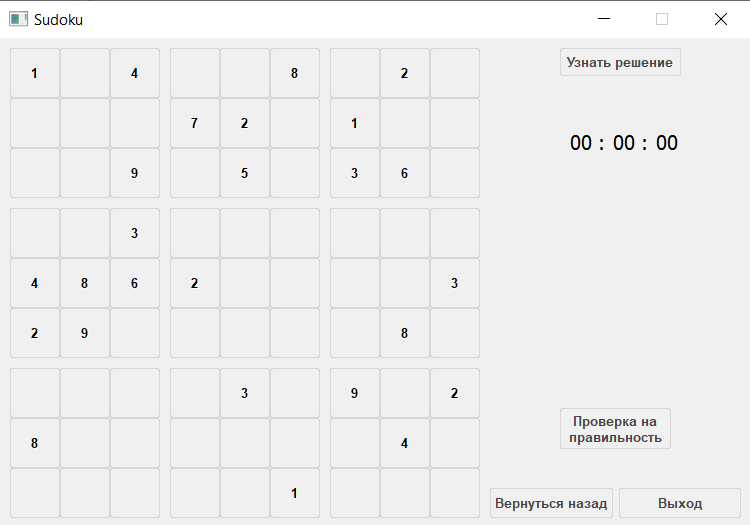 Sudoku
1 4 8 2
Узнать решение
7 2 1
00 : 00 : 00
9 5 3 6
3
4 8 6 2 3
2 9 8
3 9 2
8 4
Проверка на
правильность
1
Вернуться назад Выход